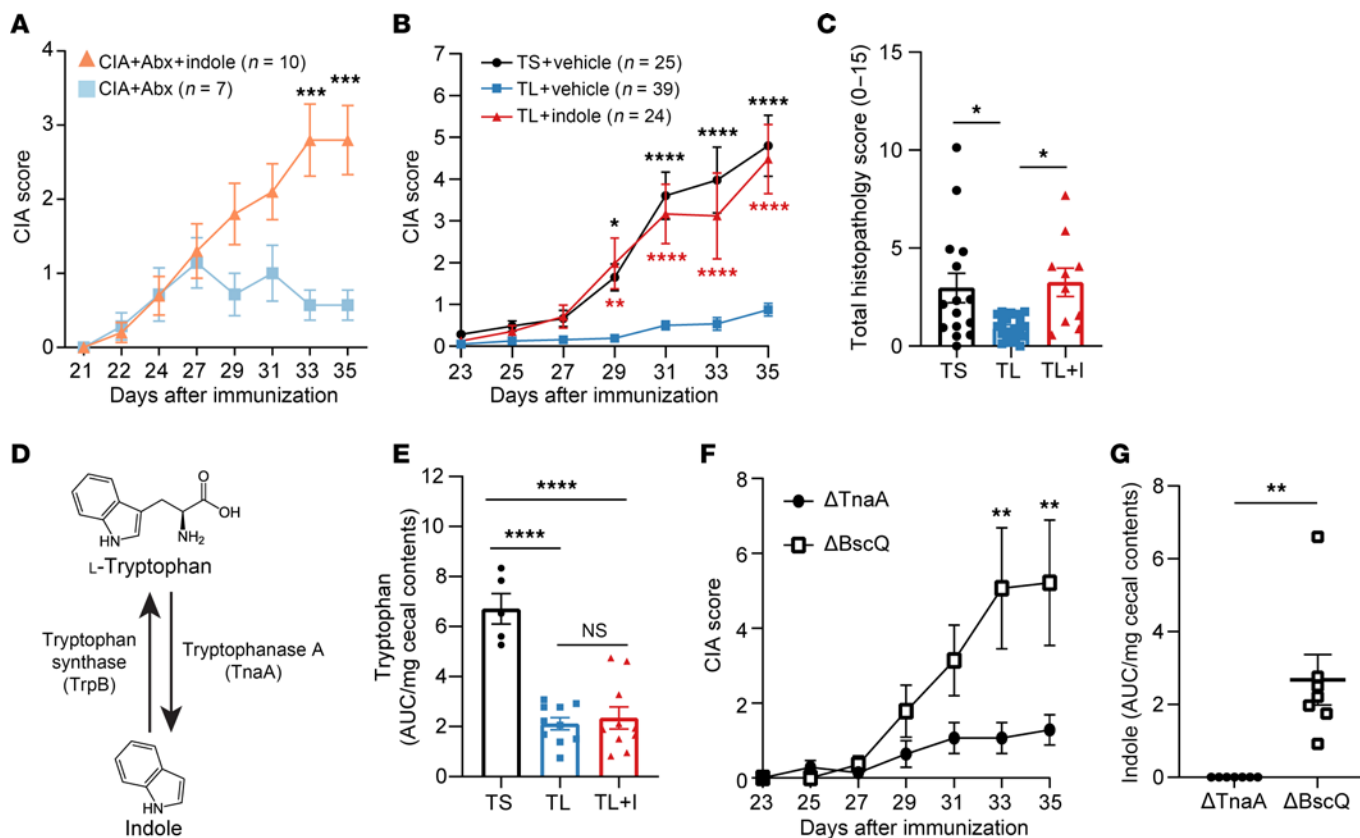 A
CIA score
4
3
2
1
0
CIA+Abx+indole (n = 10)
CIA+Abx (n = 7)
***
***
21 22 24 27 29 31 33 35
Days after immunization
B
CIA score
7
6
5
4
3
2
1
0
TS+vehicle (n = 25)
TL+vehicle (n = 39)
TL+indole (n = 24)
*
****
****
****
**
****
****
****
23 25 27 29 31 33 35
Days after immunization
C
Total histopatholgy score (0–15)
15
10
5
0
*
*
TS TL TL+I
D
O
OH
NH2
HN
L-Tryptophan
Tryptophan
synthase
(TrpB)
Tryptophanase A
(TnaA)
HN
Indole
E
Tryptophan
(AUC/mg cecal contents)
12
10
8
6
4
2
0
****
****
NS
TS TL TL+I
F
CIA score
8
6
4
2
0
ΔTnaA
ΔBscQ
**
**
23 25 27 29 31 33 35
Days after immunization
G
Indole (AUC/mg cecal contents)
8
6
4
2
0
**
ΔTnaA ΔBscQ